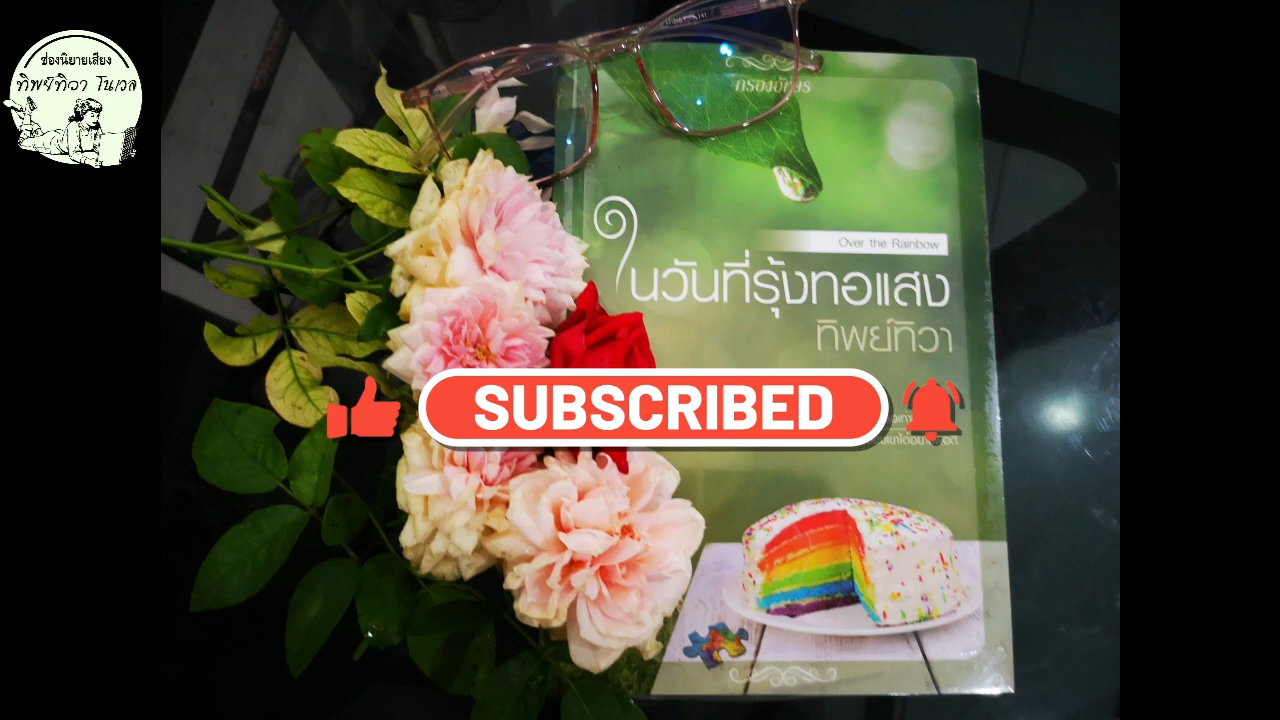 ช่องนิยายเสียง
ทิพย์ทิวา โนเวล
กรองอักษร
Over the Rainbow
ในวันที่รุ้งทอแสง
ทิพย์ทิวา
SUBSCRIBED